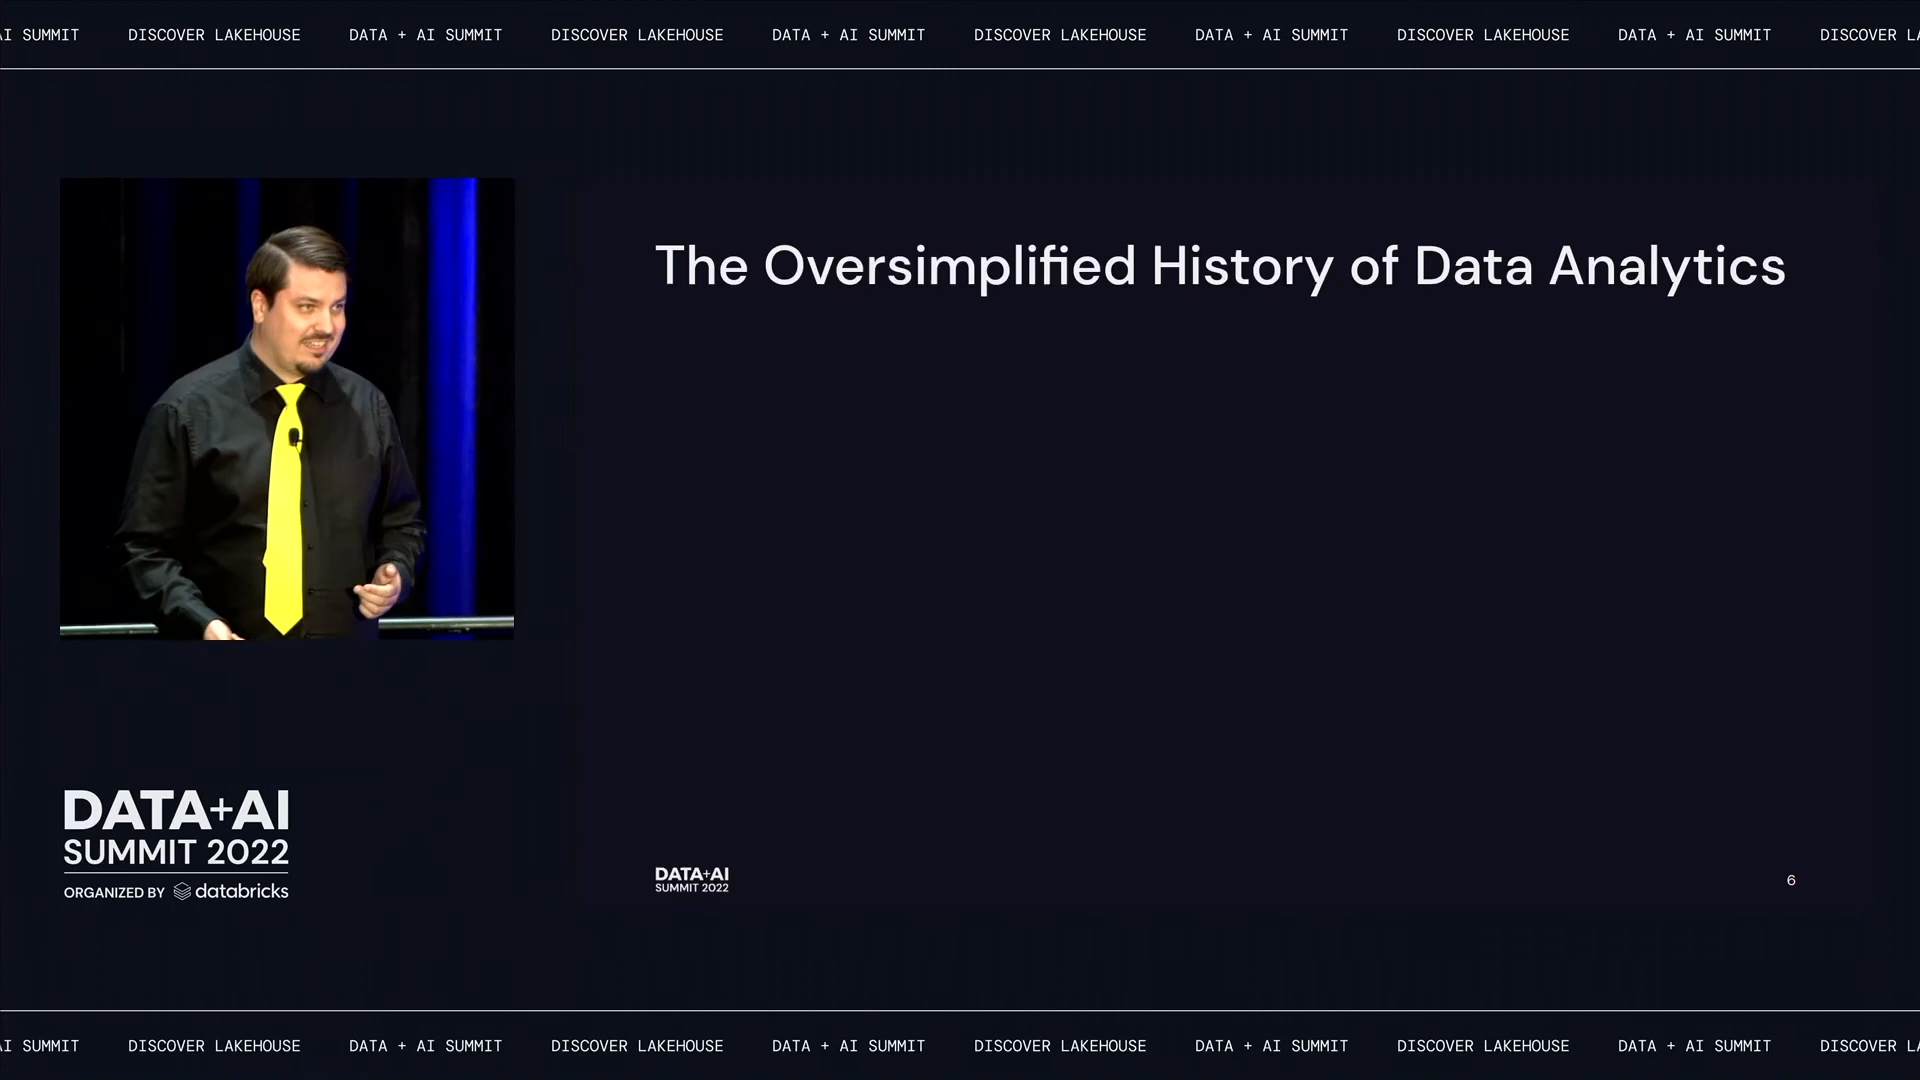 AI SUMMIT DISCOVER LAKEHOUSE DATA + AI SUMMIT DISCOVER LAKEHOUSE DATA + AI SUMMIT DISCOVER LAKEHOUSE DATA + AI SUMMIT DISCOVER LAKEHOUSE DATA + AI SUMMIT DISCOVER LA
The Oversimplified History of Data Analytics
DATA+AI
SUMMIT 2022
ORGANIZED BY databricks
DATA+AI
SUMMIT 2022
6
AI SUMMIT DISCOVER LAKEHOUSE DATA + AI SUMMIT DISCOVER LAKEHOUSE DATA + AI SUMMIT DISCOVER LAKEHOUSE DATA + AI SUMMIT DISCOVER LAKEHOUSE DATA + AI SUMMIT DISCOVER LA